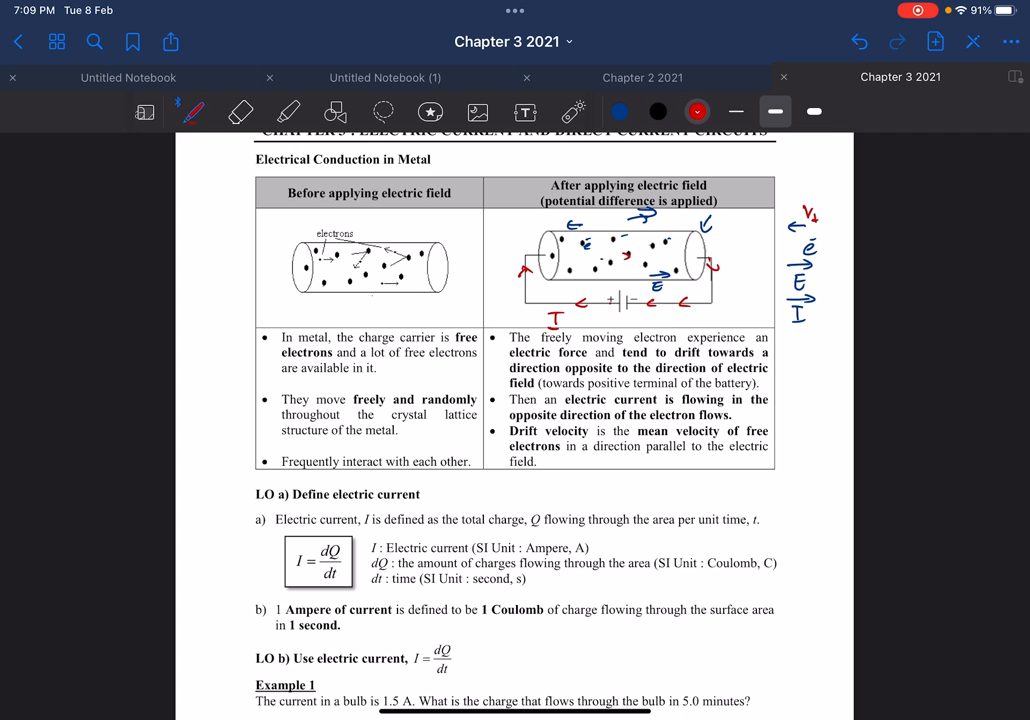 7:09 PM Tue 8 Feb
91%
Chapter 3 2021
Untitled Notebook
Untitled Notebook (1)
Chapter 2 2021
Chapter 3 2021
CHAPTER 3 : ELECTRIC CURRENT AND DIRECT CURRENT CIRCUITS
Electrical Conduction in Metal
Before applying electric field
After applying electric field
(potential difference is applied)
electrons
e
E
+ −
I
e
E
I
• In metal, the charge carrier is free
electrons and a lot of free electrons
are available in it.
• They move freely and randomly
throughout the crystal lattice
structure of the metal.
• Frequently interact with each other.
• The freely moving electron experience an
electric force and tend to drift towards a
direction opposite to the direction of electric
field (towards positive terminal of the battery).
• Then an electric current is flowing in the
opposite direction of the electron flows.
• Drift velocity is the mean velocity of free
electrons in a direction parallel to the electric
field.
LO a) Define electric current
a) Electric current, I is defined as the total charge, Q flowing through the area per unit time, t.
I = dQ/dt
I : Electric current (SI Unit : Ampere, A)
dQ : the amount of charges flowing through the area (SI Unit : Coulomb, C)
dt : time (SI Unit : second, s)
b) 1 Ampere of current is defined to be 1 Coulomb of charge flowing through the surface area
in 1 second.
LO b) Use electric current, I = dQ/dt
Example 1
The current in a bulb is 1.5 A. What is the charge that flows through the bulb in 5.0 minutes?